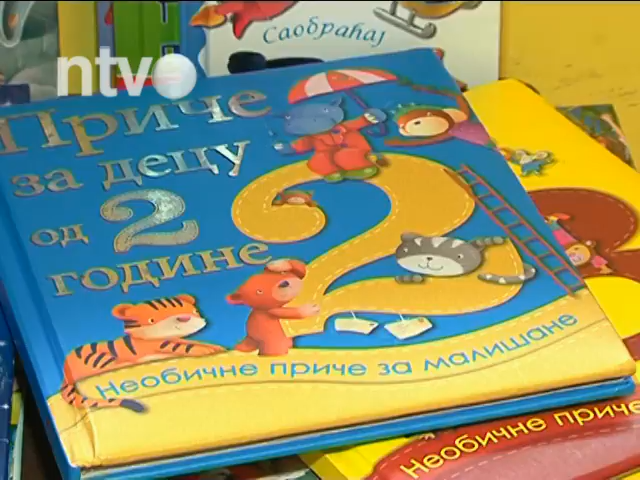 ntv
Саобраћај
Приче
за децу
од 2
године
Необичне приче за малишане
Необичне приче